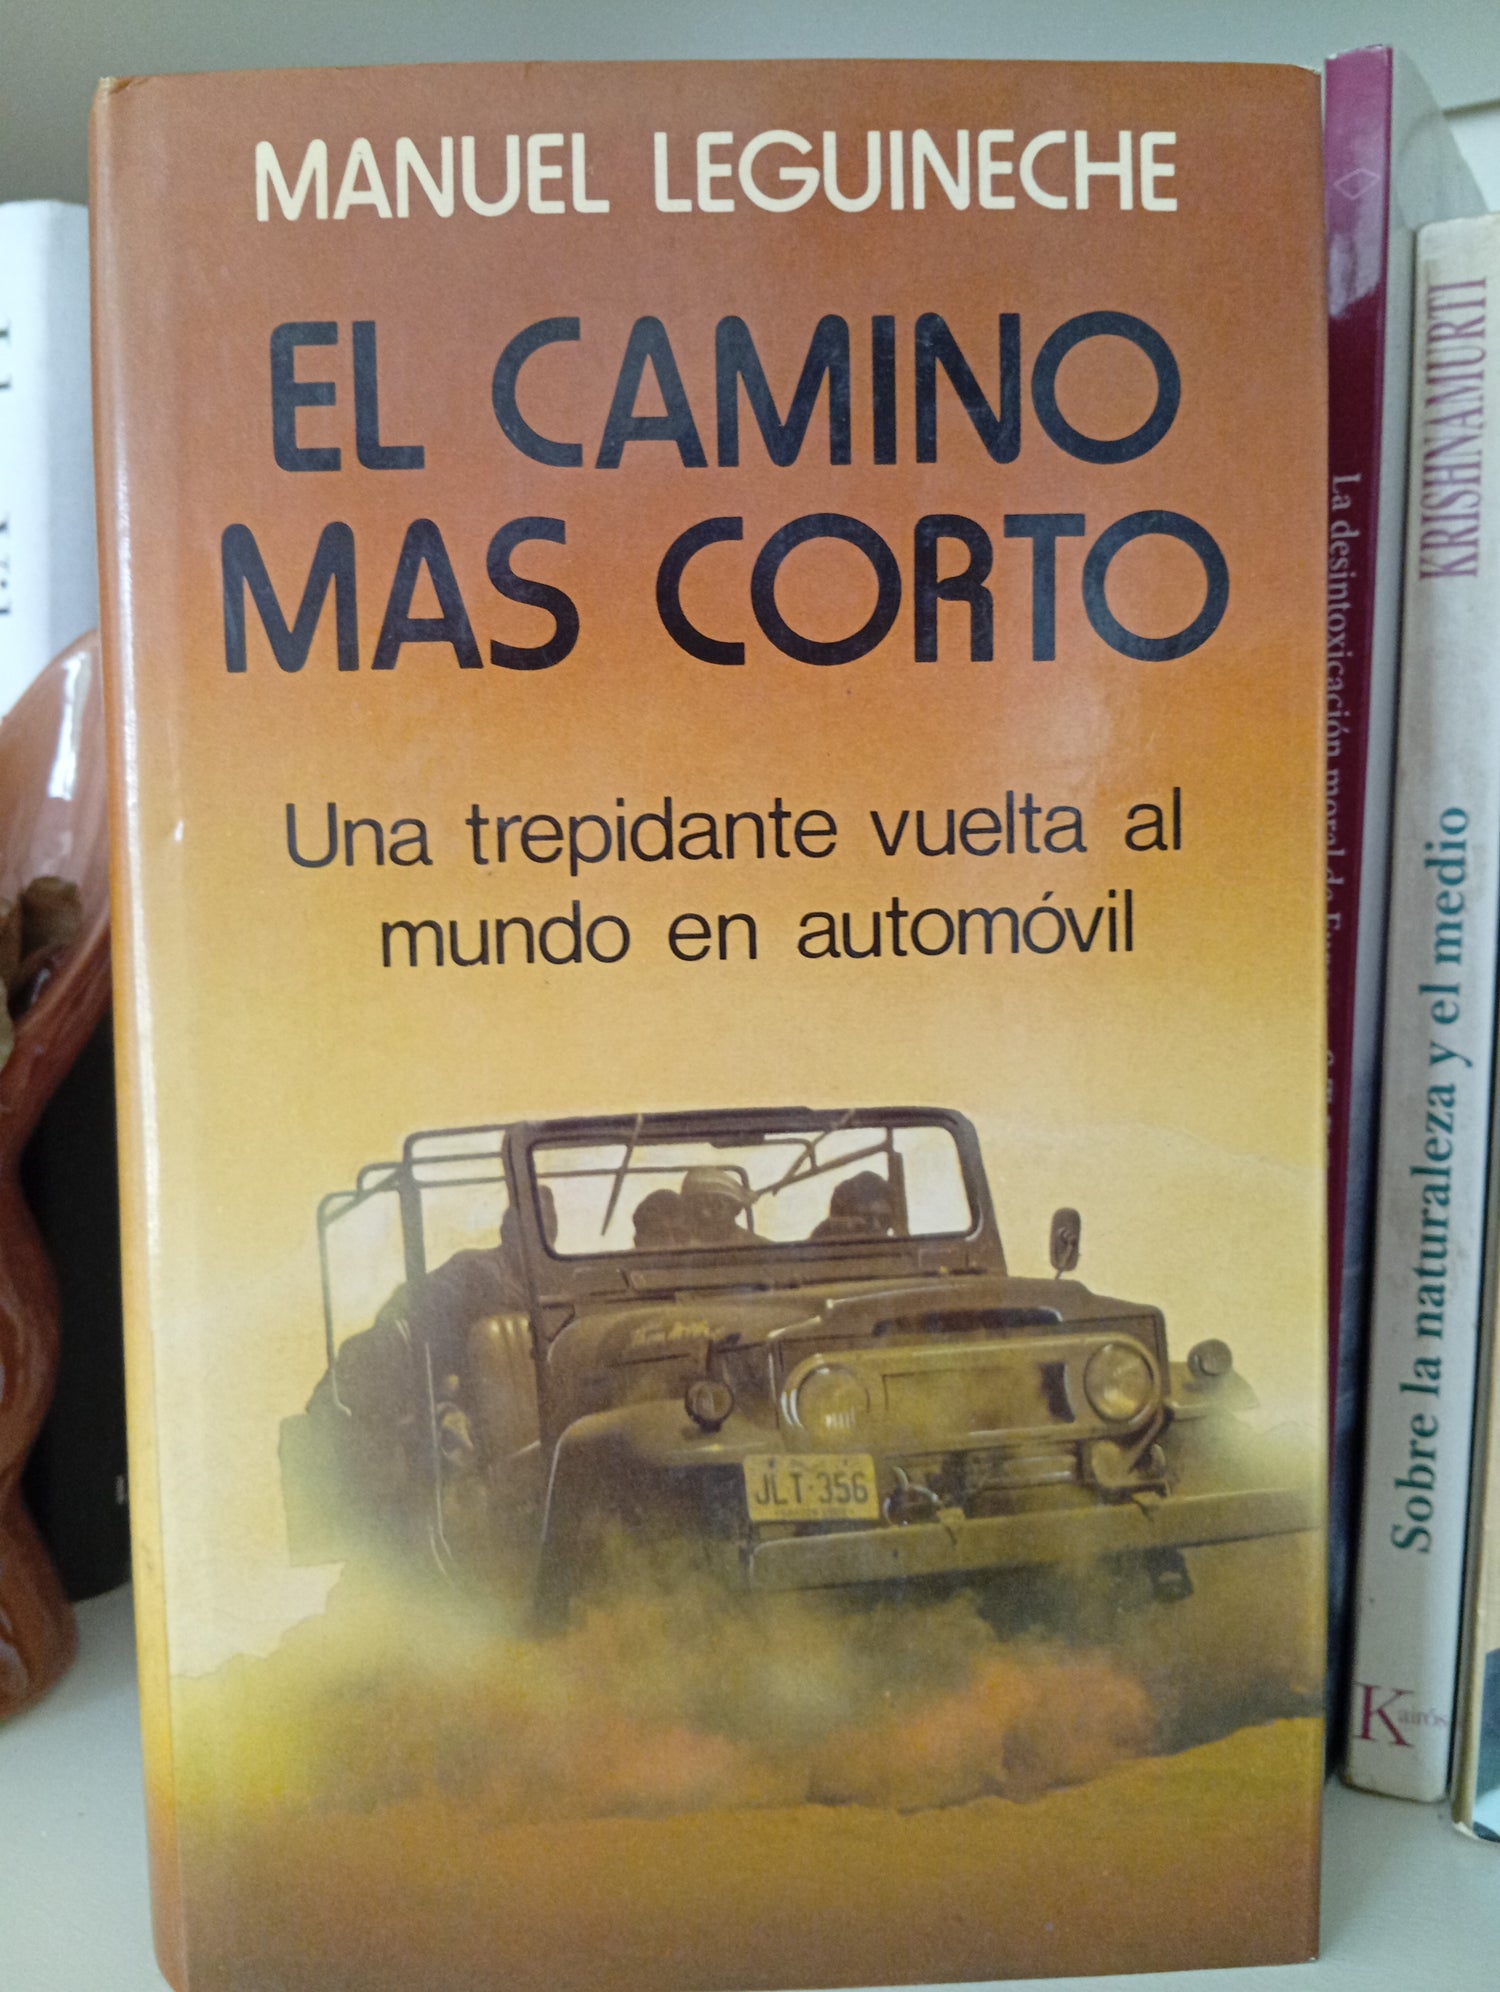 MANUEL LEGUINECHE
EL CAMINO
MAS CORTO
Una trepidante vuelta al
mundo en automóvil
JLT-356
La desintoxicación moral de
KRISHNAMURTI
Sobre la naturaleza y el medio
Kairós